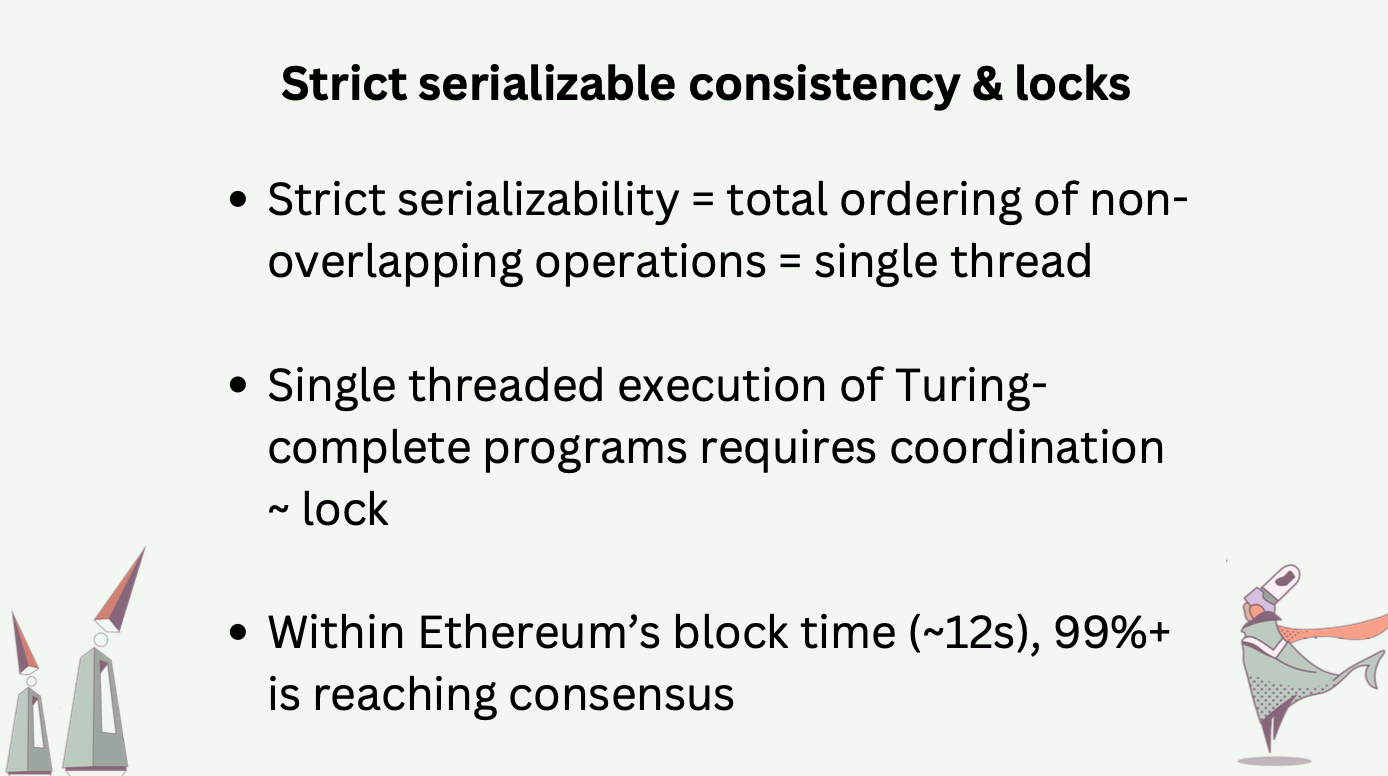 Strict serializable consistency & locks
• Strict serializability = total ordering of non-
overlapping operations = single thread
• Single threaded execution of Turing-
complete programs requires coordination
~ lock
• Within Ethereum’s block time (~12s), 99%+
is reaching consensus